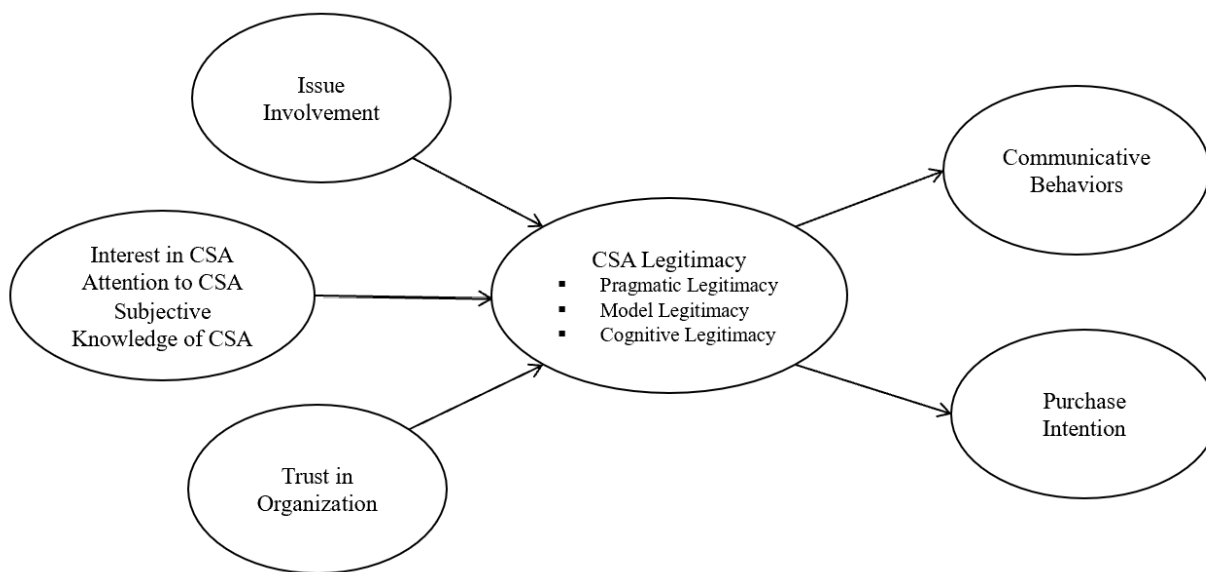 Issue
Involvement
Interest in CSA
Attention to CSA
Subjective
Knowledge of CSA
Trust in
Organization
CSA Legitimacy
▪ Pragmatic Legitimacy
▪ Model Legitimacy
▪ Cognitive Legitimacy
Communicative
Behaviors
Purchase
Intention